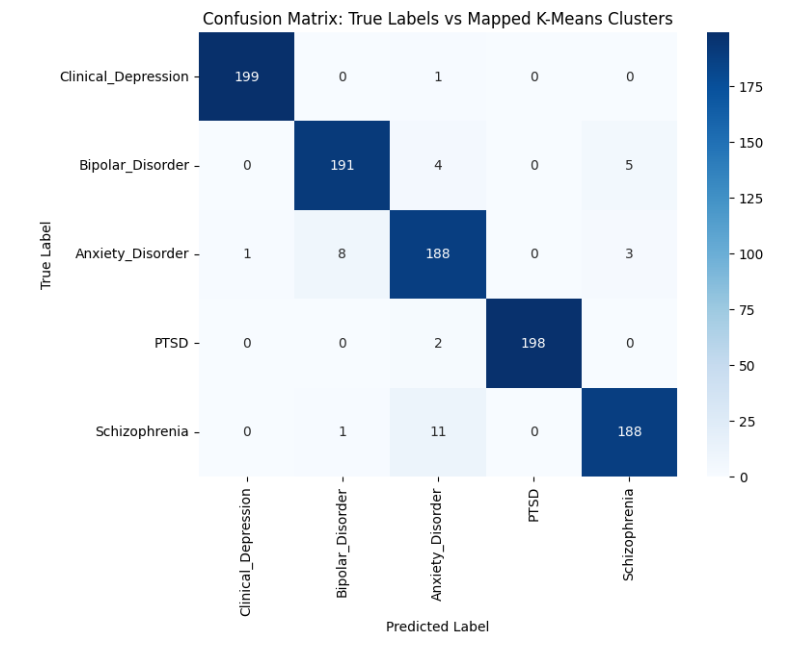 Confusion Matrix: True Labels vs Mapped K-Means Clusters
Clinical_Depression
199 0 1 0 0
Bipolar_Disorder
0 191 4 0 5
Anxiety_Disorder
1 8 188 0 3
PTSD
0 0 2 198 0
Schizophrenia
0 1 11 0 188
True Label
Clinical_Depression
Bipolar_Disorder
Anxiety_Disorder
PTSD
Schizophrenia
Predicted Label
175
150
125
100
75
50
25
0